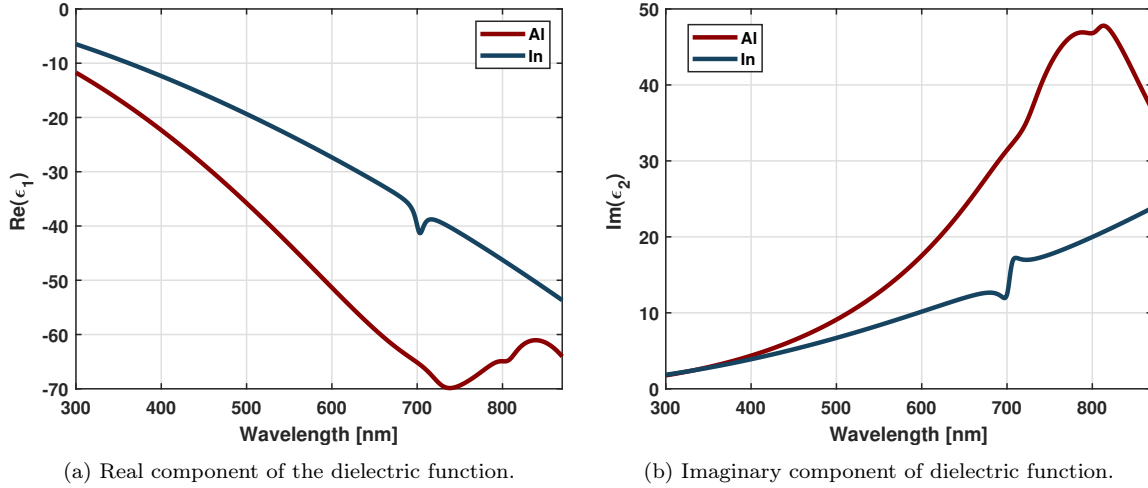 0
-10
-20
-30
-40
-50
-60
-70
Re(ϵ1)
Al
In
300 400 500 600 700 800
Wavelength [nm]
(a) Real component of the dielectric function.
50
40
30
20
10
0
Im(ϵ2)
Al
In
300 400 500 600 700 800
Wavelength [nm]
(b) Imaginary component of dielectric function.